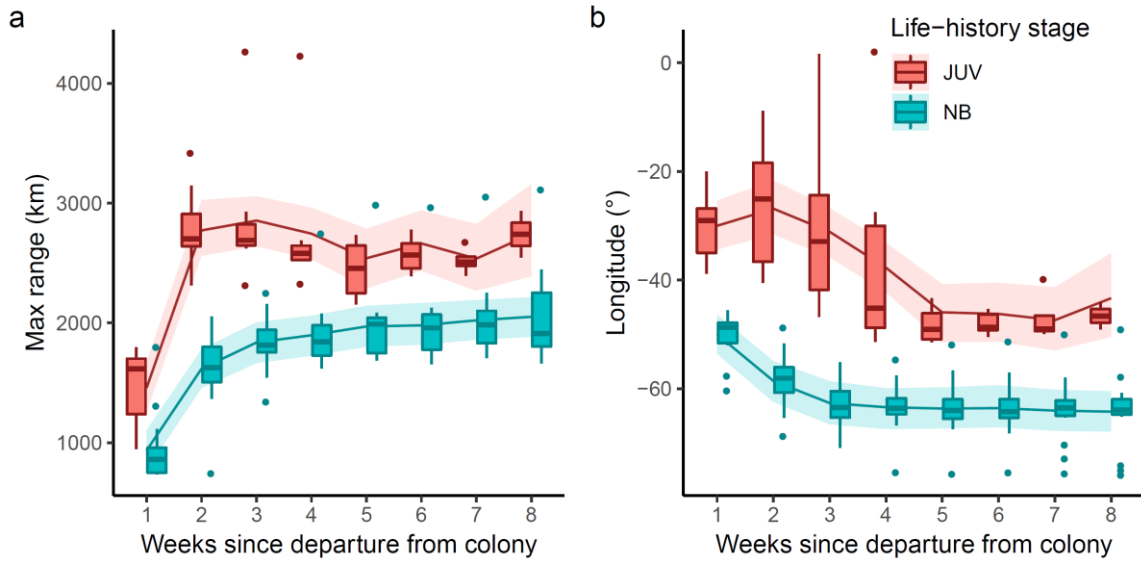 a
Max range (km)
4000
3000
2000
1000
1 2 3 4 5 6 7 8
Weeks since departure from colony
b
Life−history stage
JUV
NB
Longitude (°)
0
−20
−40
−60
1 2 3 4 5 6 7 8
Weeks since departure from colony